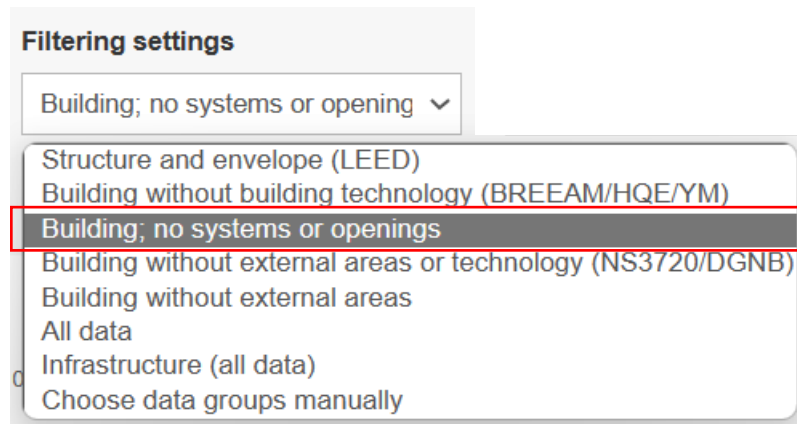 Filtering settings
Building; no systems or opening
Structure and envelope (LEED)
Building without building technology (BREEAM/HQE/YM)
Building; no systems or openings
Building without external areas or technology (NS3720/DGNB)
Building without external areas
All data
Infrastructure (all data)
0
Choose data groups manually